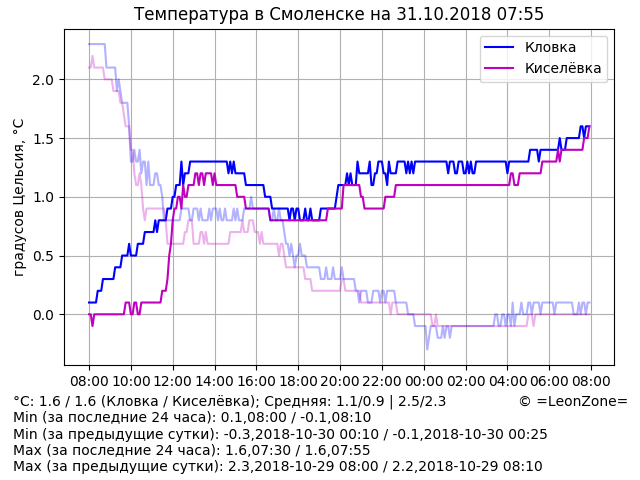 Температура в Смоленске на 31.10.2018 07:55
Кловка
Киселёвка
градусов Цельсия, °C
2.0
1.5
1.0
0.5
0.0
08:00 10:00 12:00 14:00 16:00 18:00 20:00 22:00 00:00 02:00 04:00 06:00 08:00
°C: 1.6 / 1.6 (Кловка / Киселёвка); Средняя: 1.1/0.9 | 2.5/2.3 © =LeonZone=
Min (за последние 24 часа): 0.1,08:00 / -0.1,08:10
Min (за предыдущие сутки): -0.3,2018-10-30 00:10 / -0.1,2018-10-30 00:25
Max (за последние 24 часа): 1.6,07:30 / 1.6,07:55
Max (за предыдущие сутки): 2.3,2018-10-29 08:00 / 2.2,2018-10-29 08:10